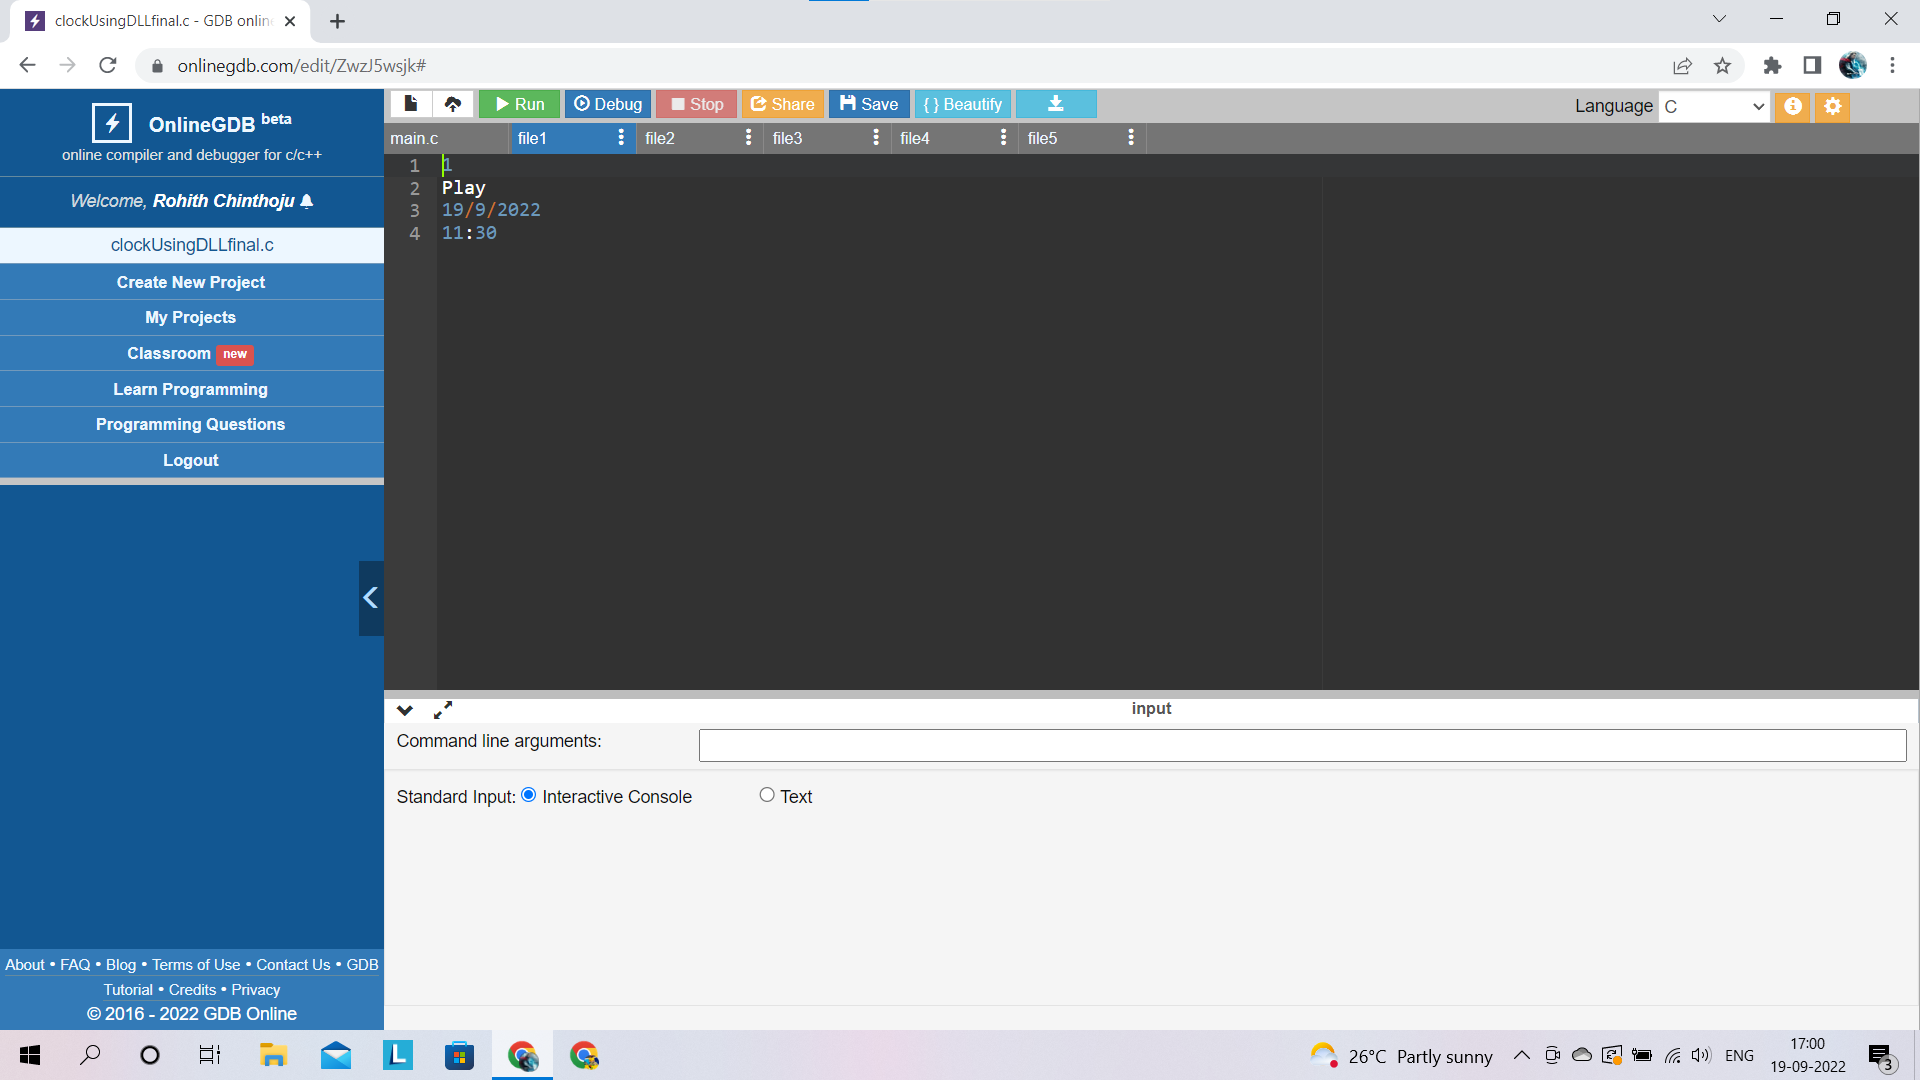 clockUsingDLLfinal.c - GDB onlin
onlinegdb.com/edit/ZwzJ5wsjk#
OnlineGDB beta
online compiler and debugger for c/c++
Welcome, Rohith Chinthoju
clockUsingDLLfinal.c
Create New Project
My Projects
Classroom new
Learn Programming
Programming Questions
Logout
About • FAQ • Blog • Terms of Use • Contact Us • GDB
Tutorial • Credits • Privacy
© 2016 - 2022 GDB Online
Run Debug Stop Share Save { } Beautify
Language C
main.c file1 file2 file3 file4 file5
1 1
2 Play
3 19/9/2022
4 11:30
input
Command line arguments:
Standard Input: Interactive Console Text
26°C Partly sunny
ENG
17:00
19-09-2022
3